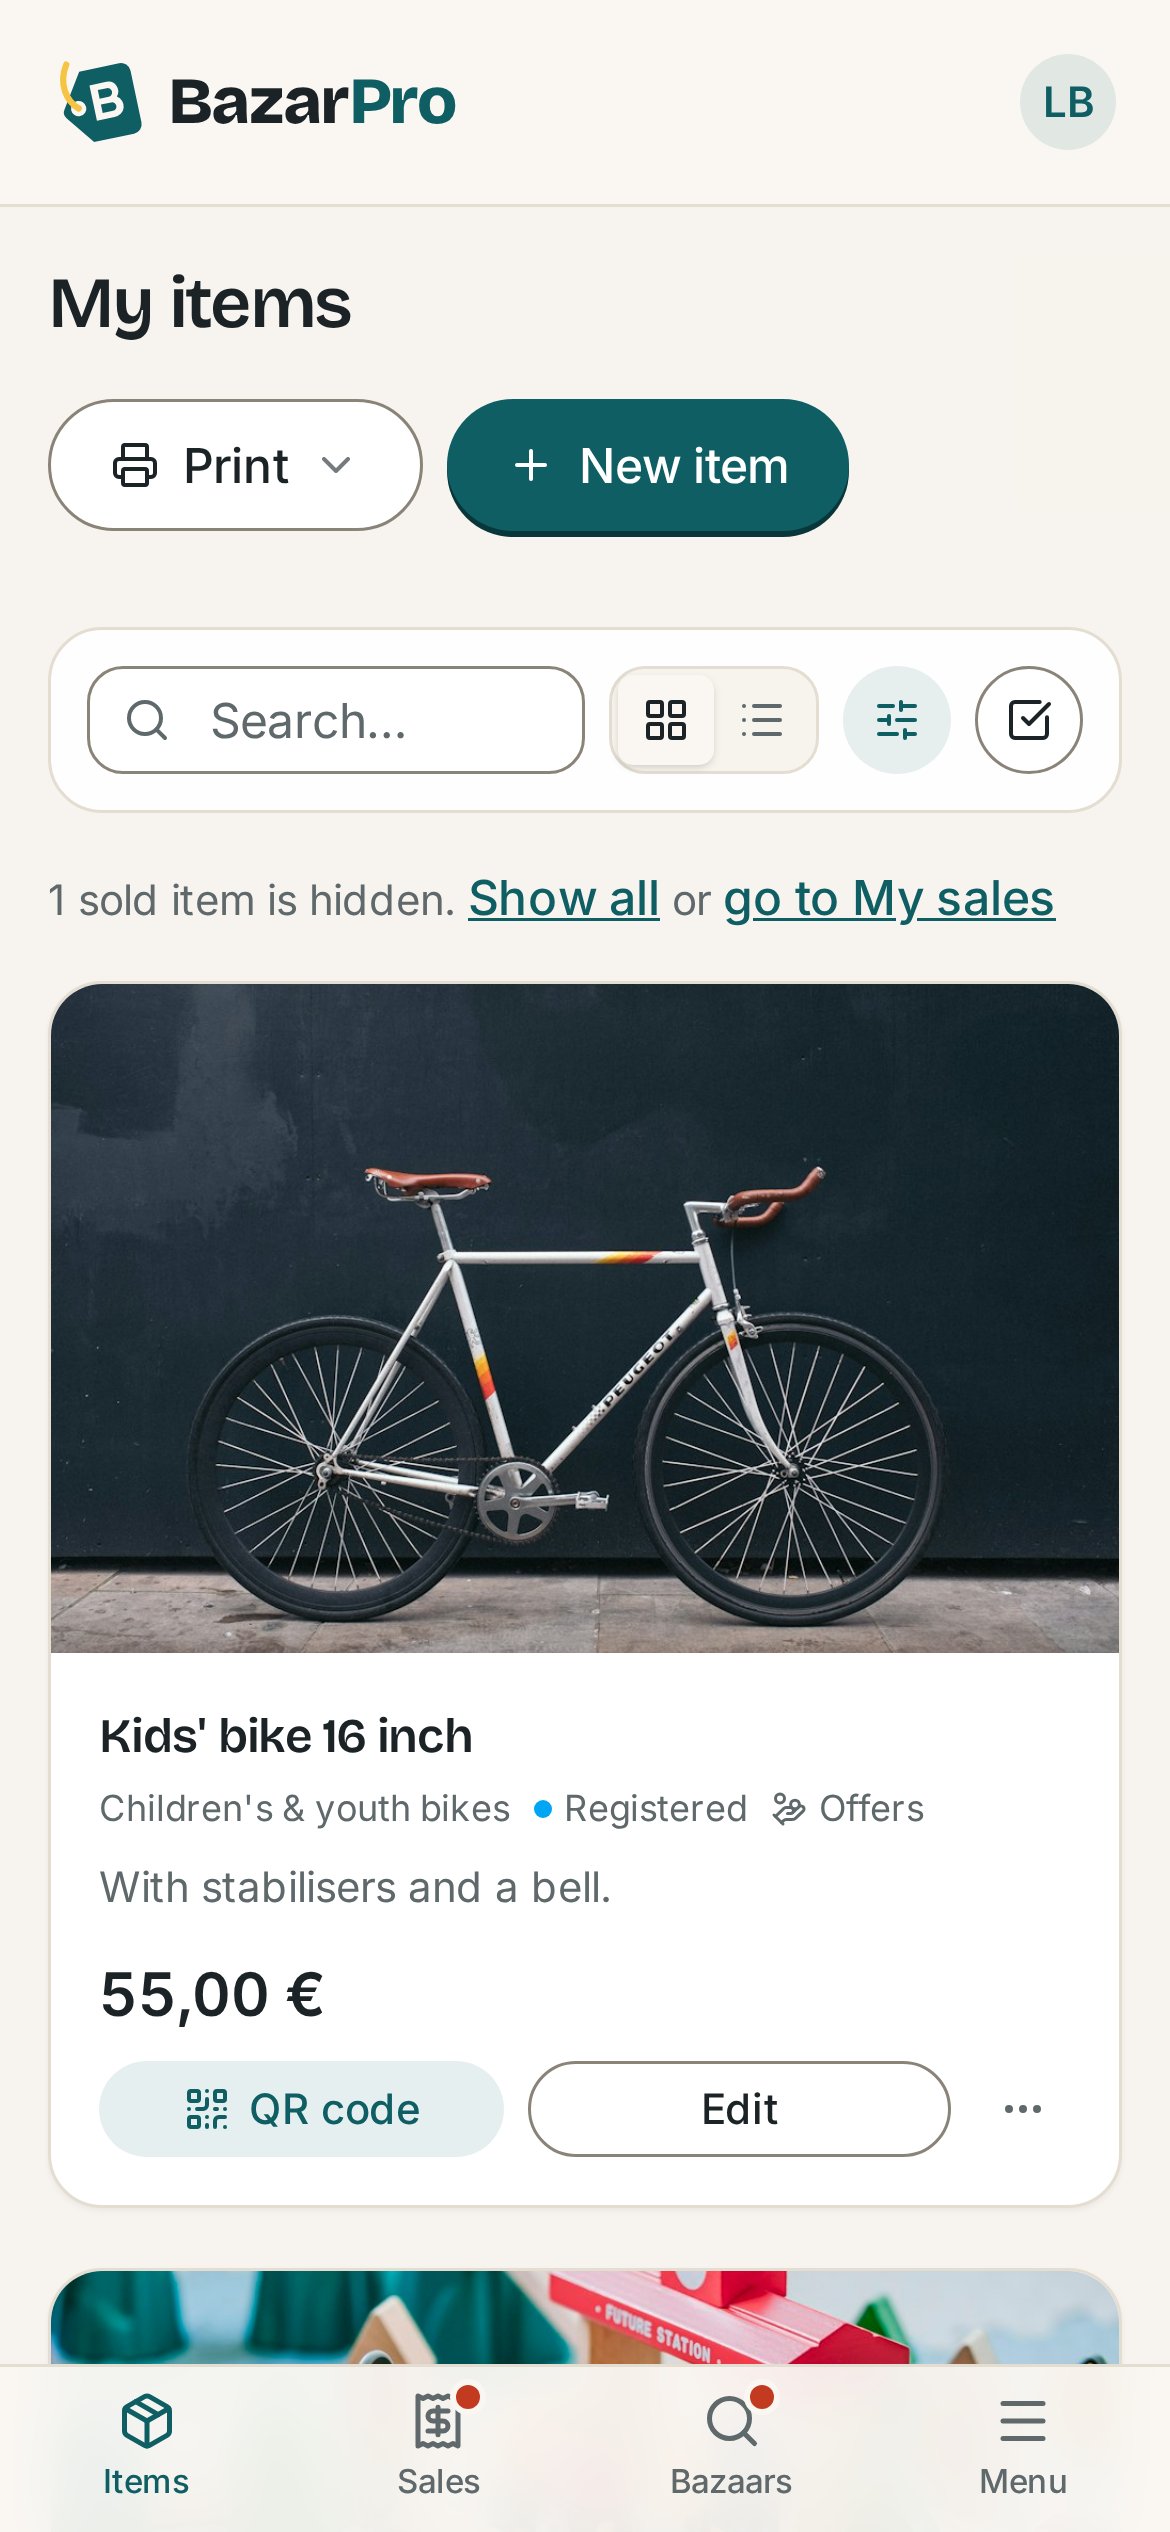 B BazarPro
LB
My items
Print
New item
Search...
1 sold item is hidden. Show all or go to My sales
PEUGEOT
Kids' bike 16 inch
Children's & youth bikes Registered Offers
With stabilisers and a bell.
55,00 €
QR code
Edit
FUTURE STATION
Items
Sales
Bazaars
Menu